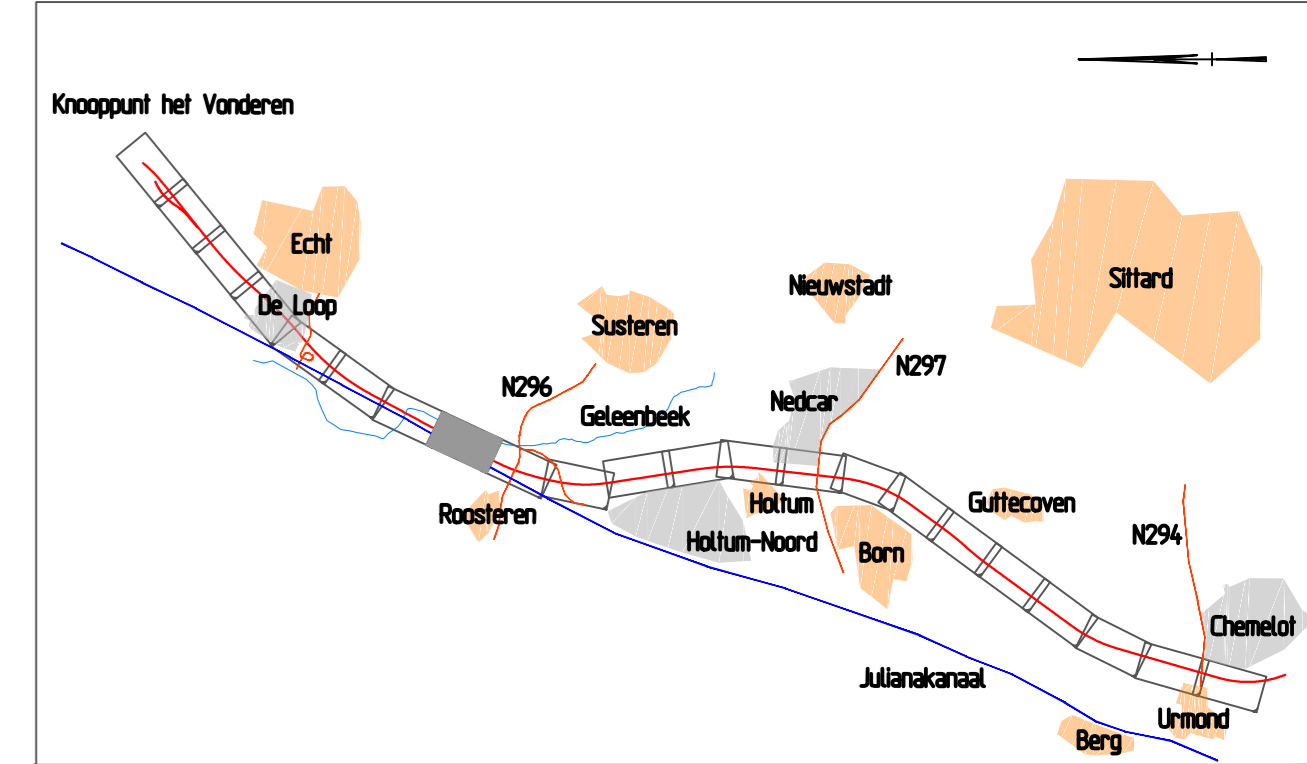 Knooppunt het Vonderen
Echt
Sittard
Nieuwstadt
De Loop
Susteren
N297
N296
Nedcar
Geleenbeek
Holtum
Guttecoven
Roosteren
N294
Holtum-Noord
Born
Chemelot
Julianakanaal
Urmond
Berg